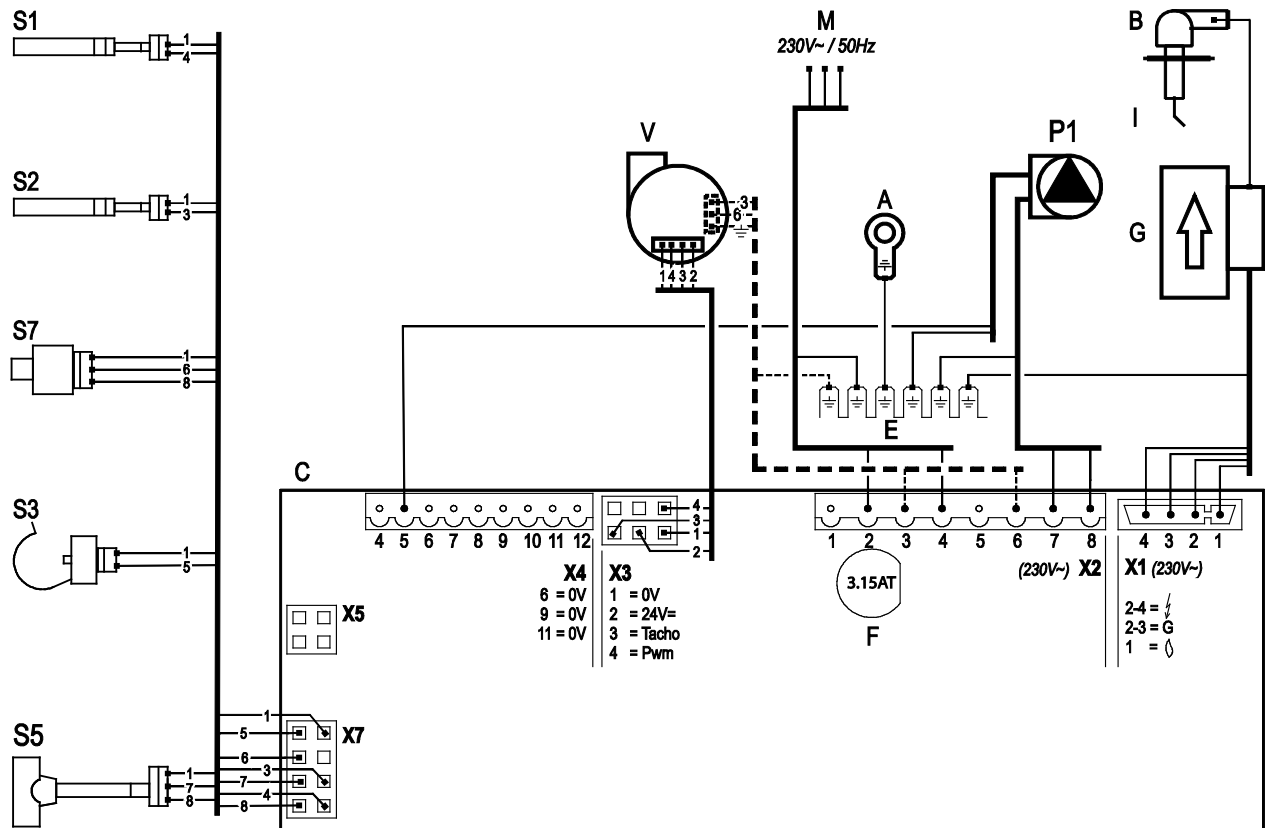 S1
1
4
S2
1
3
S7
1
6
8
S3
1
5
S5
1
7
8
M
230V~ / 50Hz
V
3
6
1 4 3 2
A
P1
B
I
G
E
C
4 5 6 7 8 9 10 11 12
X4
6 = 0V
9 = 0V
11 = 0V
4
3
1
2
X3
1 = 0V
2 = 24V=
3 = Tacho
4 = Pwm
1 2 3 4 5 6 7 8
(230V~) X2
3.15AT
F
4 3 2 1
X1 (230V~)
2-4 =
2-3 = G
1 =
X5
X7
1
5
6
3
7
4
8